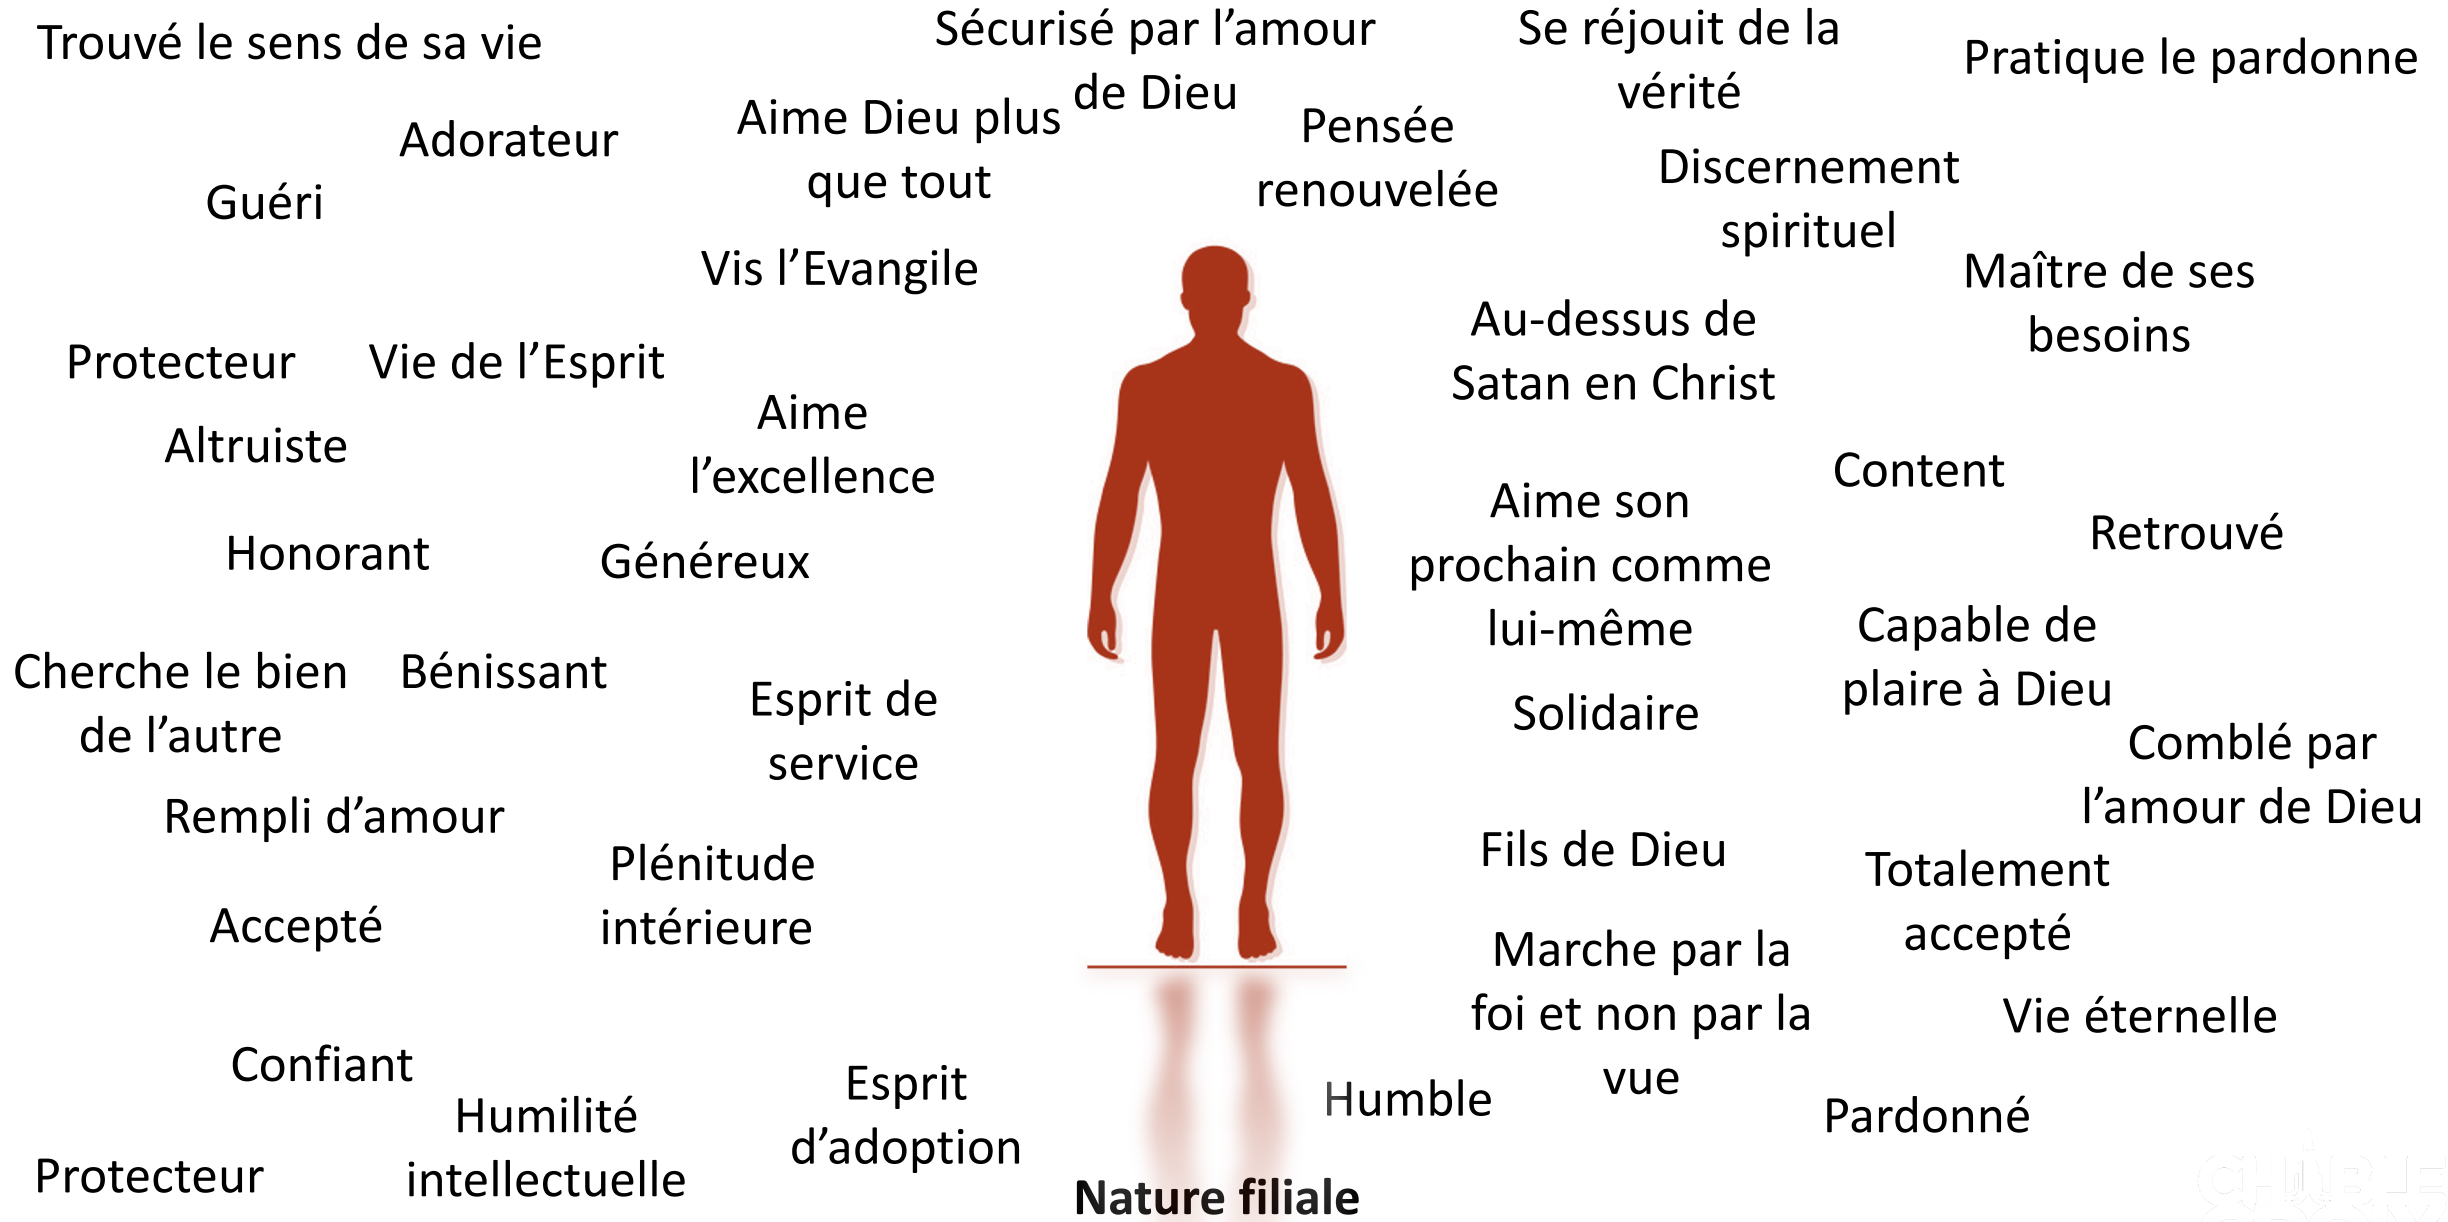 Trouvé le sens de sa vie
Sécurisé par l’amour
de Dieu
Se réjouit de la
vérité
Pratique le pardonne
Adorateur
Aime Dieu plus
que tout
Pensée
renouvelée
Discernement
spirituel
Guéri
Vis l’Evangile
Maître de ses
besoins
Au-dessus de
Satan en Christ
Protecteur
Vie de l’Esprit
Aime
l’excellence
Altruiste
Content
Aime son
prochain comme
lui-même
Retrouvé
Honorant
Généreux
Capable de
plaire à Dieu
Cherche le bien
de l’autre
Bénissant
Esprit de
service
Solidaire
Comblé par
l’amour de Dieu
Rempli d’amour
Plénitude
intérieure
Fils de Dieu
Totalement
accepté
Accepté
Marche par la
foi et non par la
vue
Vie éternelle
Confiant
Humilité
intellectuelle
Esprit
d’adoption
Humble
Pardonné
Protecteur
Nature filiale